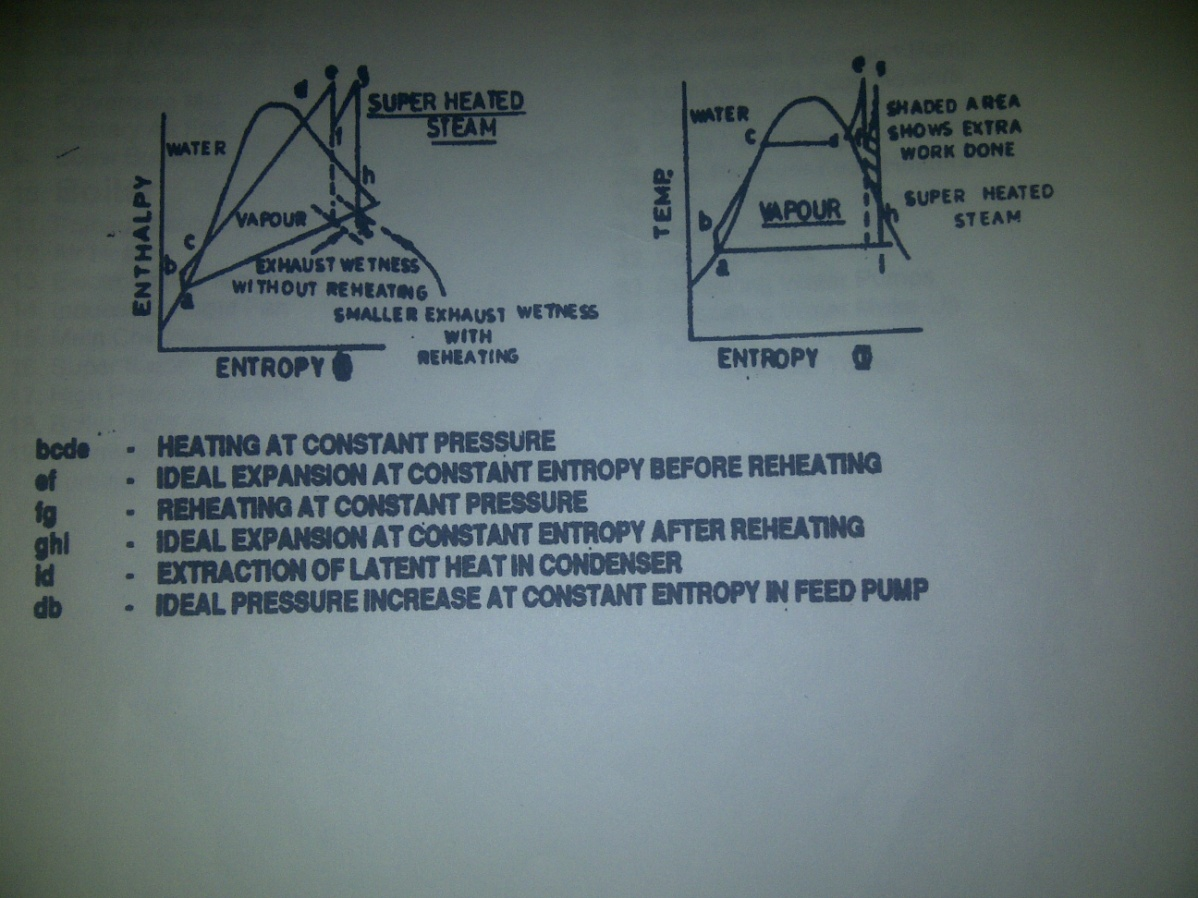 d e g
SUPER HEATED
STEAM
WATER
f
h
VAPOUR
c
b
a
ENTHALPY
EXHAUST WETNESS
WITHOUT REHEATING
SMALLER EXHAUST WETNESS
WITH
REHEATING
ENTROPY
e g
WATER
SHADED AREA
SHOWS EXTRA
WORK DONE
c d f
TEMP.
VAPOUR
SUPER HEATED
STEAM
b
h
a
i
ENTROPY
bcde - HEATING AT CONSTANT PRESSURE
ef - IDEAL EXPANSION AT CONSTANT ENTROPY BEFORE REHEATING
fg - REHEATING AT CONSTANT PRESSURE
ghl - IDEAL EXPANSION AT CONSTANT ENTROPY AFTER REHEATING
id - EXTRACTION OF LATENT HEAT IN CONDENSER
db - IDEAL PRESSURE INCREASE AT CONSTANT ENTROPY IN FEED PUMP